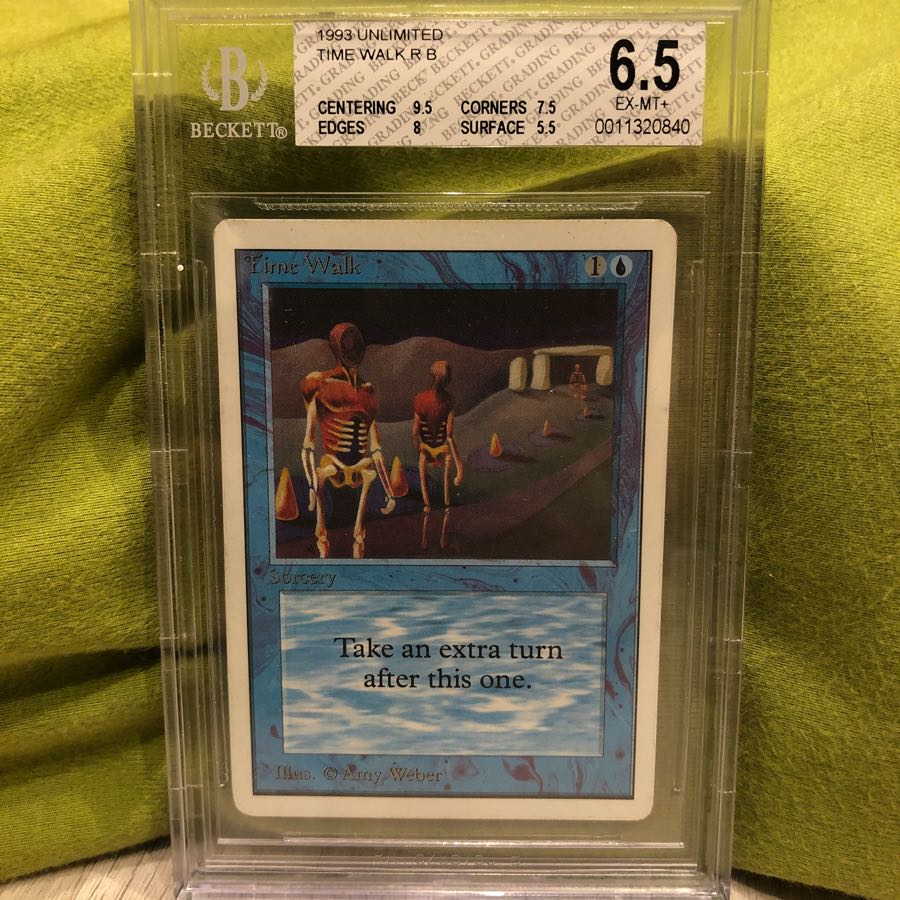 1993 UNLIMITED
TIME WALK R B
CENTERING 9.5 CORNERS 7.5
EDGES 8 SURFACE 5.5
6.5
EX-MT+
0011320840
B
BECKETT®
Time Walk
1
Sorcery
Take an extra turn
after this one.
Illus. © Amy Weber